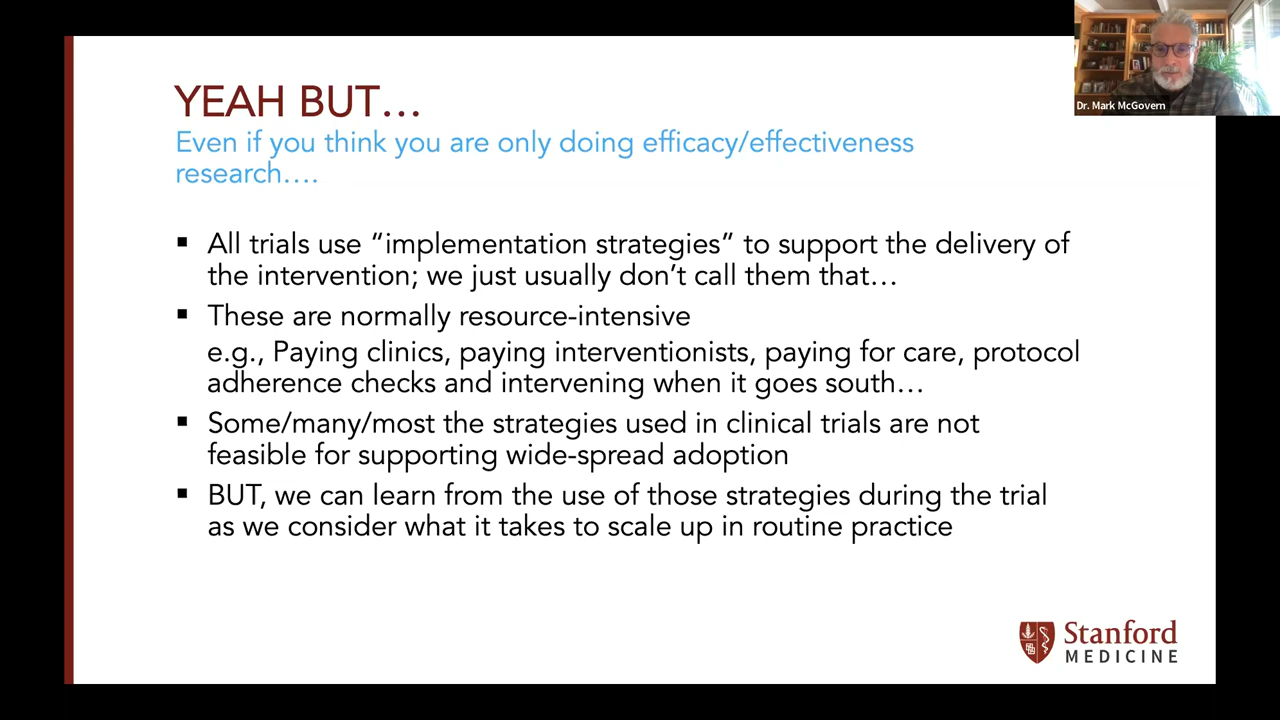 Dr. Mark McGovern
YEAH BUT…
Even if you think you are only doing efficacy/effectiveness
research….
▪ All trials use “implementation strategies” to support the delivery of
the intervention; we just usually don’t call them that…
▪ These are normally resource-intensive
e.g., Paying clinics, paying interventionists, paying for care, protocol
adherence checks and intervening when it goes south…
▪ Some/many/most the strategies used in clinical trials are not
feasible for supporting wide-spread adoption
▪ BUT, we can learn from the use of those strategies during the trial
as we consider what it takes to scale up in routine practice
Stanford
MEDICINE